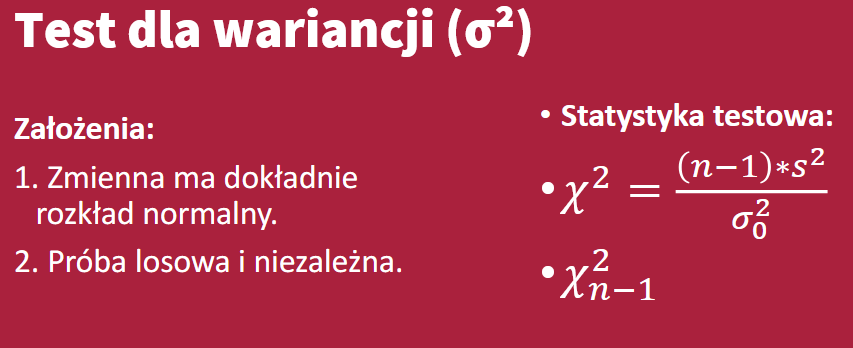 Test dla wariancji (σ²)
Założenia:
1. Zmienna ma dokładnie
rozkład normalny.
2. Próba losowa i niezależna.
• Statystyka testowa:
• χ² = (n−1)∗s² / σ₀²
• χ²ₙ₋₁